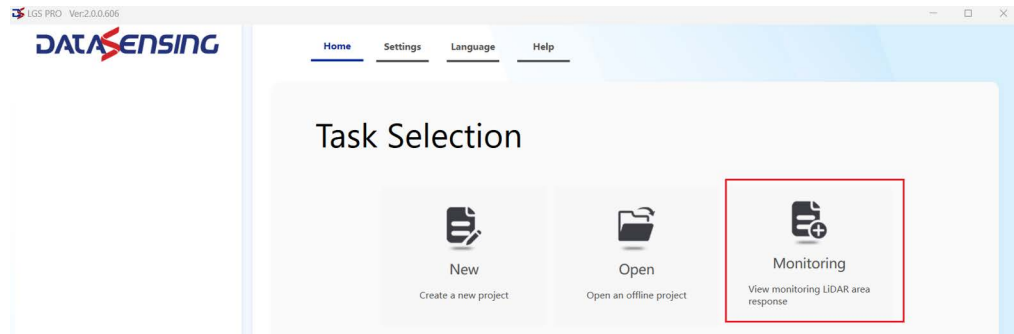 LGS PRO Ver:2.0.0.606
DATASENSING
Home Settings Language Help
Task Selection
New
Create a new project
Open
Open an offline project
Monitoring
View monitoring LiDAR area
response